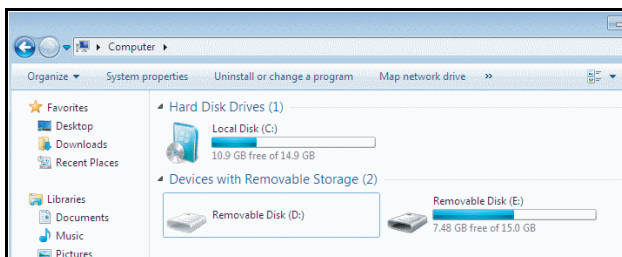 Computer
Organize System properties Uninstall or change a program Map network drive »
Favorites
Desktop
Downloads
Recent Places
Libraries
Documents
Music
Pictures
Hard Disk Drives (1)
Local Disk (C:)
10.9 GB free of 14.9 GB
Devices with Removable Storage (2)
Removable Disk (D:)
Removable Disk (E:)
7.48 GB free of 15.0 GB